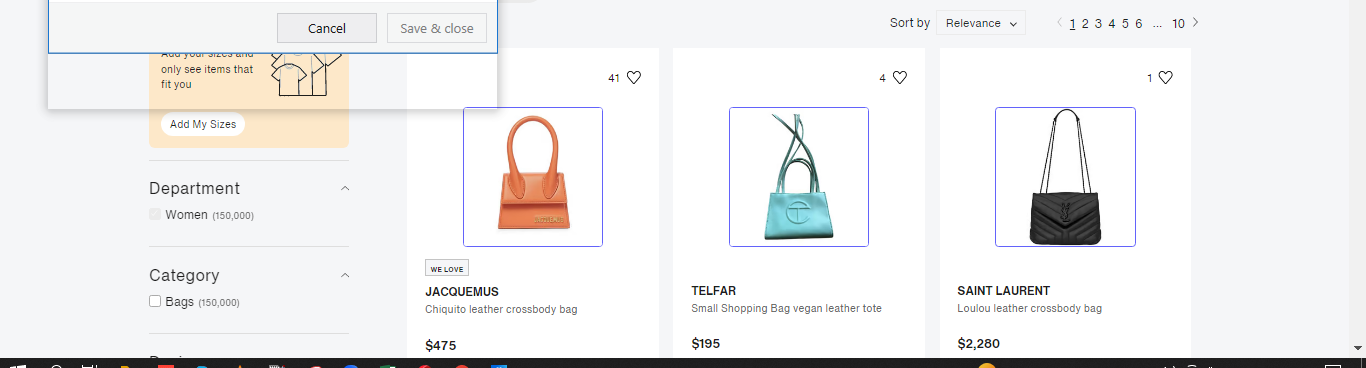 Cancel
Save & close
Sort by
Relevance
1 2 3 4 5 6 ... 10
Add your sizes and
only see items that
fit you
Add My Sizes
Department
Women (150,000)
Category
Bags (150,000)
41
4
1
WE LOVE
JACQUEMUS
Chiquito leather crossbody bag
$475
TELFAR
Small Shopping Bag vegan leather tote
$195
SAINT LAURENT
Loulou leather crossbody bag
$2,280